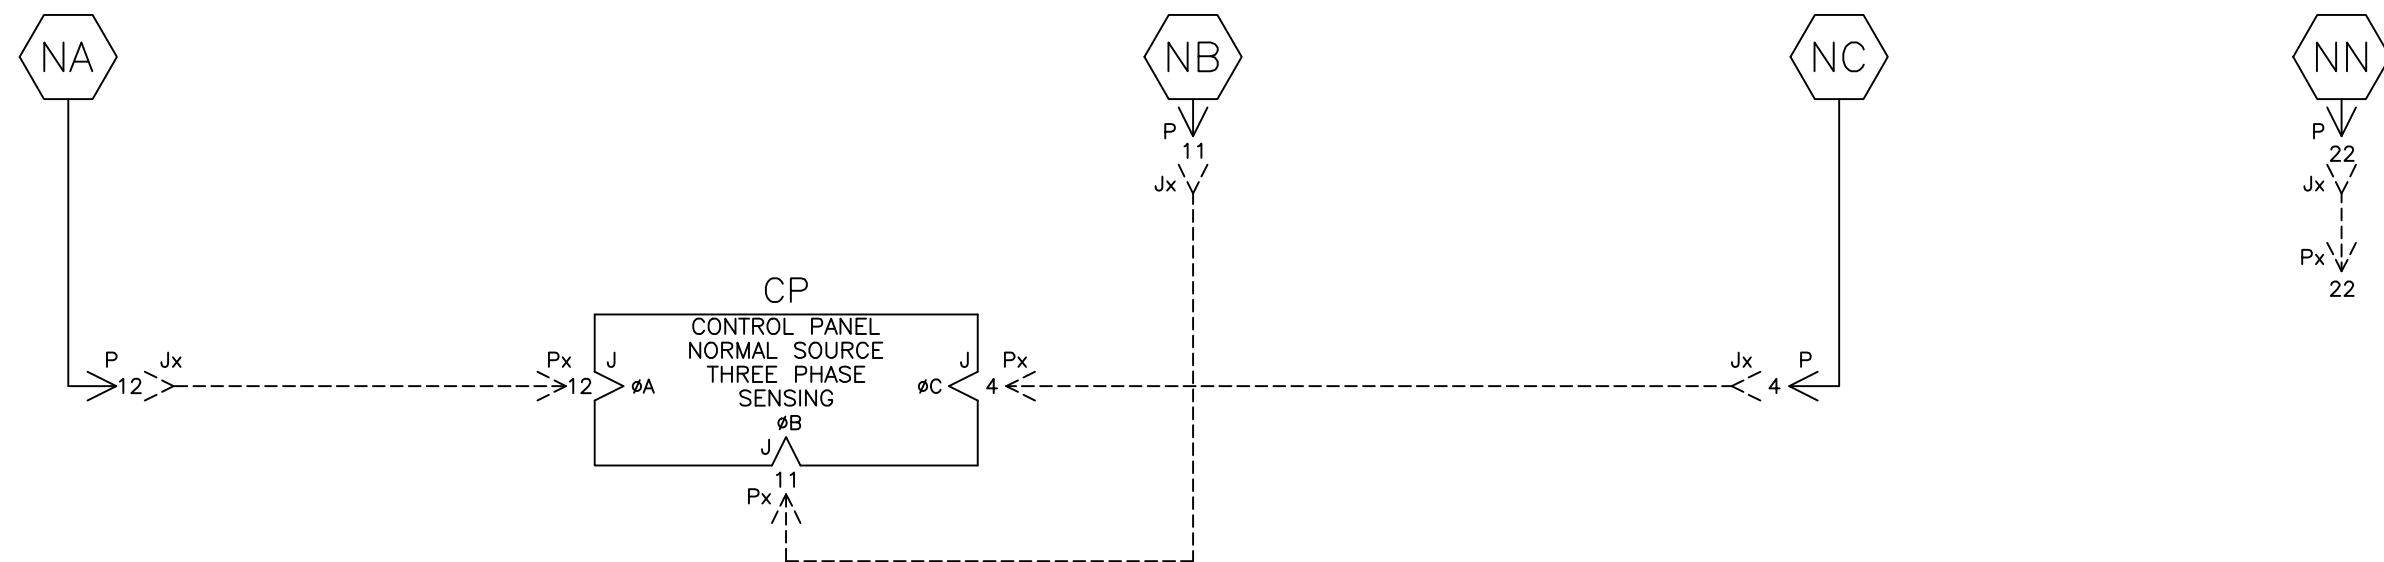 NA
NB
NC
NN
P
11
Jx
P
22
Jx
Px
22
CP
CONTROL PANEL
NORMAL SOURCE
THREE PHASE
SENSING
P
12
Jx
Px
12
J
øA
øC
J
4
Px
Jx
4
P
øB
J
11
Px